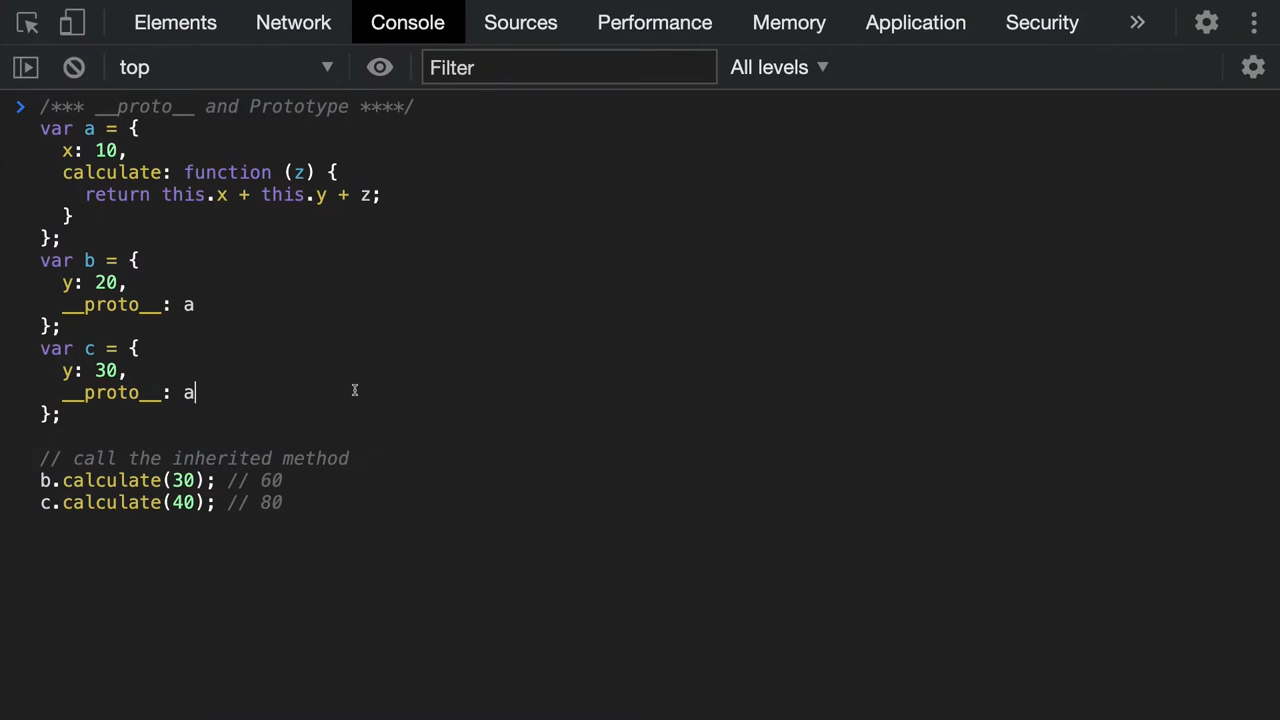 Elements Network Console Sources Performance Memory Application Security »
top Filter All levels
> /*** __proto__ and Prototype ****/
var a = {
  x: 10,
  calculate: function (z) {
    return this.x + this.y + z;
  }
};
var b = {
  y: 20,
  __proto__: a
};
var c = {
  y: 30,
  __proto__: a
};

// call the inherited method
b.calculate(30); // 60
c.calculate(40); // 80